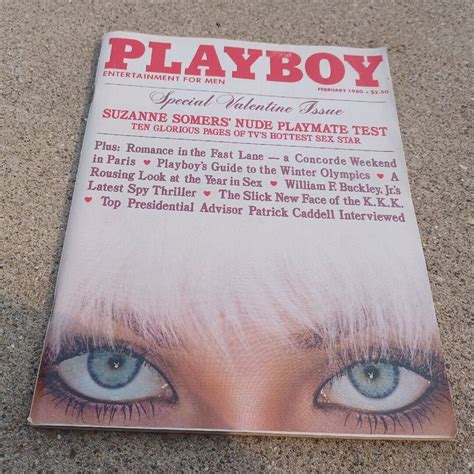 PLAYBOY
ENTERTAINMENT FOR MEN
FEBRUARY 1980 • $2.50
Special Valentine Issue
SUZANNE SOMERS' NUDE PLAYMATE TEST
TEN GLORIOUS PAGES OF TV'S HOTTEST SEX STAR
Plus: Romance in the Fast Lane — a Concorde Weekend
in Paris ♥ Playboy's Guide to the Winter Olympics ♥ A
Rousing Look at the Year in Sex ♥ William F. Buckley, Jr.'s
Latest Spy Thriller ♥ The Slick New Face of the K.K.K.
♥ Top Presidential Advisor Patrick Caddell Interviewed